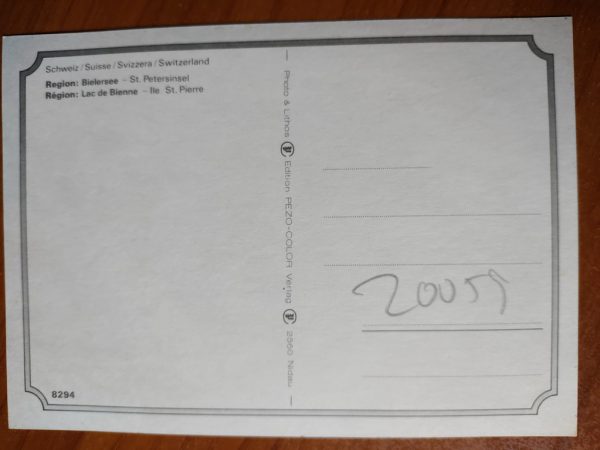 Schweiz / Suisse / Svizzera / Switzerland
Region: Bielersee – St. Petersinsel
Région: Lac de Bienne – Ile St. Pierre
Photo & Lithos Edition PEZO-COLOR Verlag 2560 Nidau
20059
8294